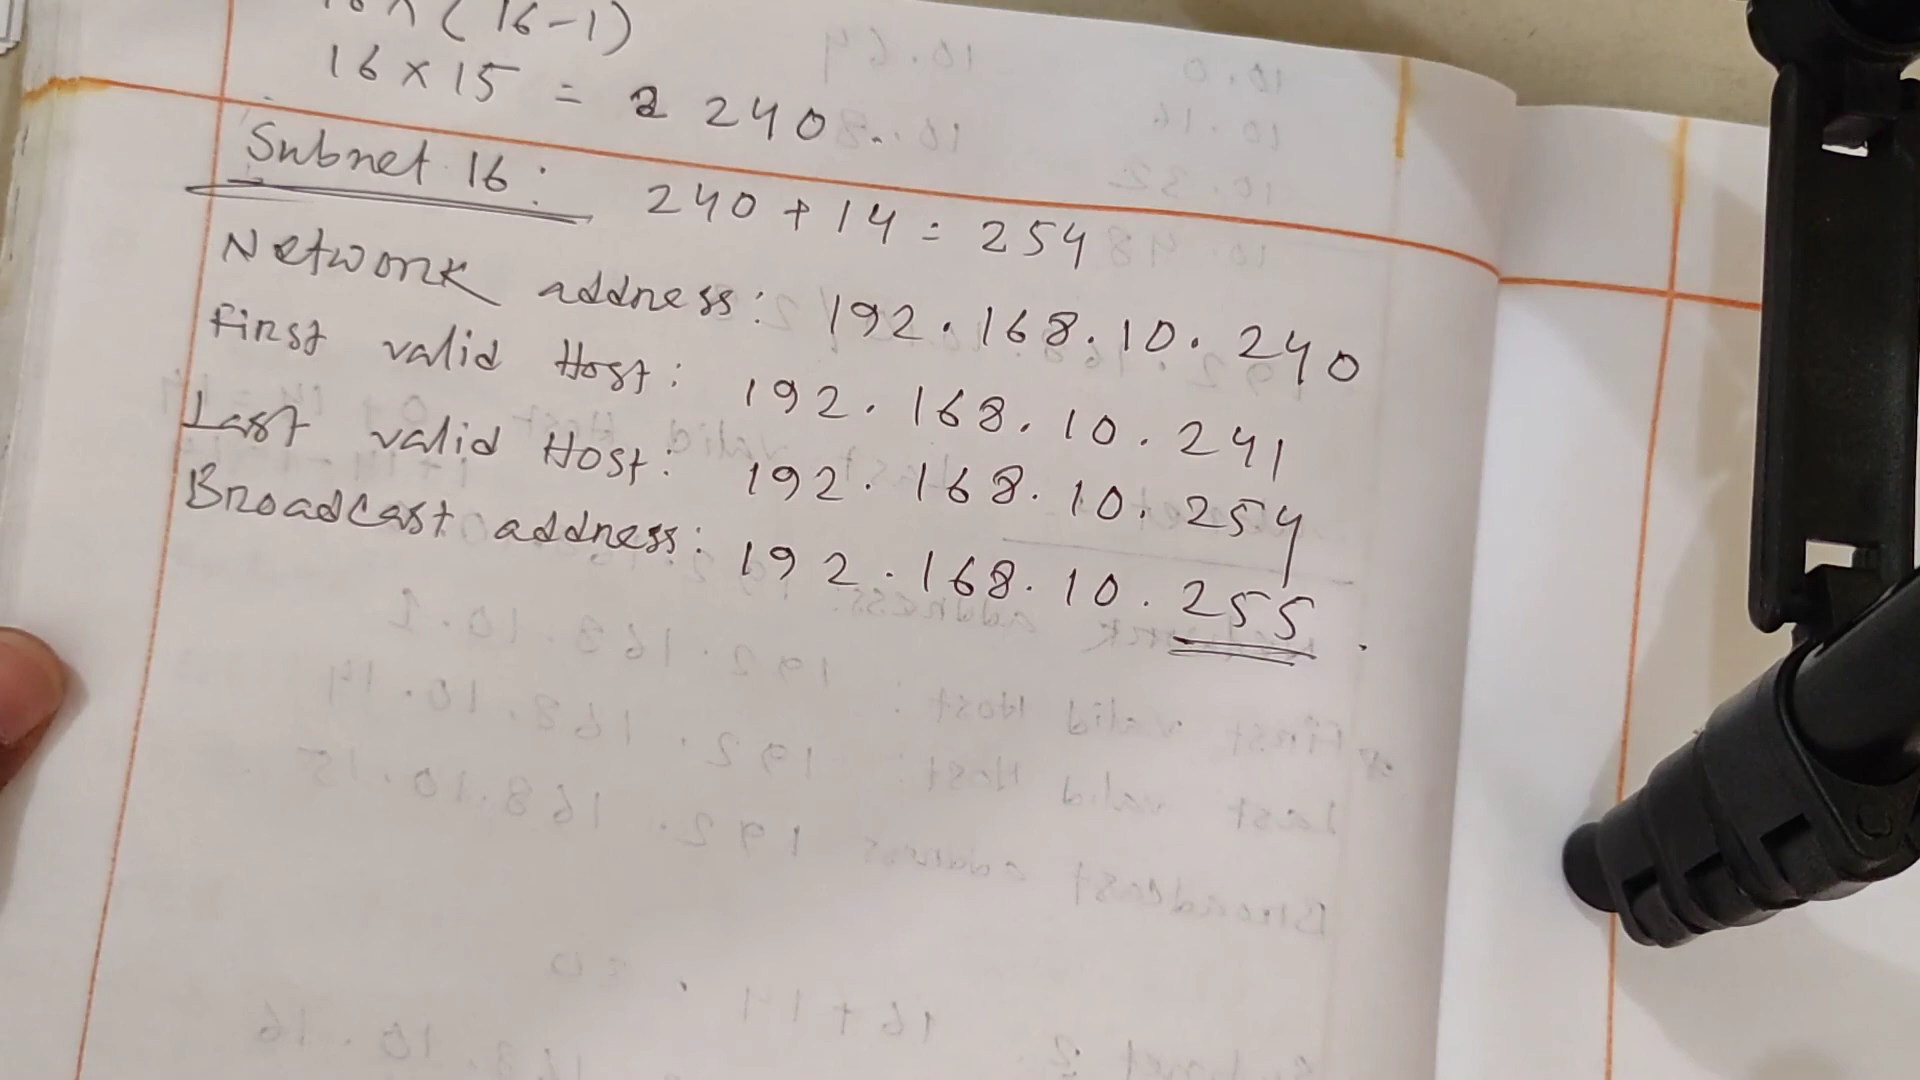 (16-1)
16 x 15 = 2 240.
Subnet 16: 240 + 14 = 254
Network address: 192.168.10.240
First valid Host: 192.168.10.241
Last valid Host: 192.168.10.254
Broadcast address: 192.168.10.255.